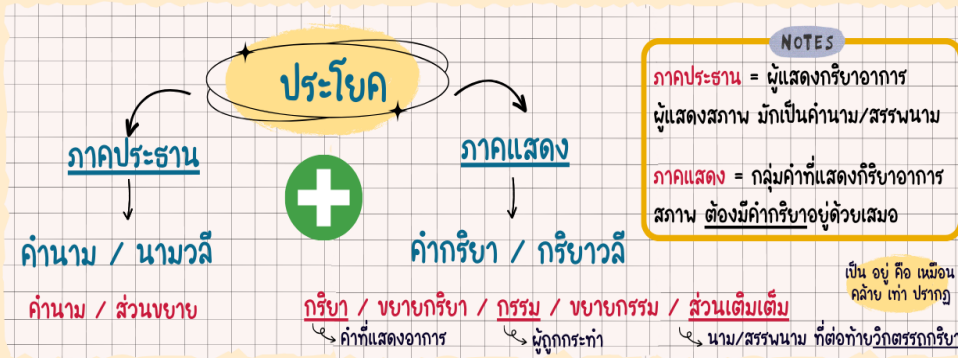 ประโยค
ภาคประธาน
ภาคแสดง
คำนาม / นามวลี
คำกริยา / กริยาวลี
คำนาม / ส่วนขยาย
กริยา / ขยายกริยา / กรรม / ขยายกรรม / ส่วนเติมเต็ม
คำที่แสดงอาการ
ผู้ถูกกระทำ
นาม/สรรพนาม ที่ต่อท้ายวิกตรรถกริยา
NOTES
ภาคประธาน = ผู้แสดงกริยาอาการ
ผู้แสดงสภาพ มักเป็นคำนาม/สรรพนาม
ภาคแสดง = กลุ่มคำที่แสดงกิริยาอาการ
สภาพ ต้องมีคำกริยาอยู่ด้วยเสมอ
เป็น อยู่ คือ เหมือน
คล้าย เท่า ปรากฏ